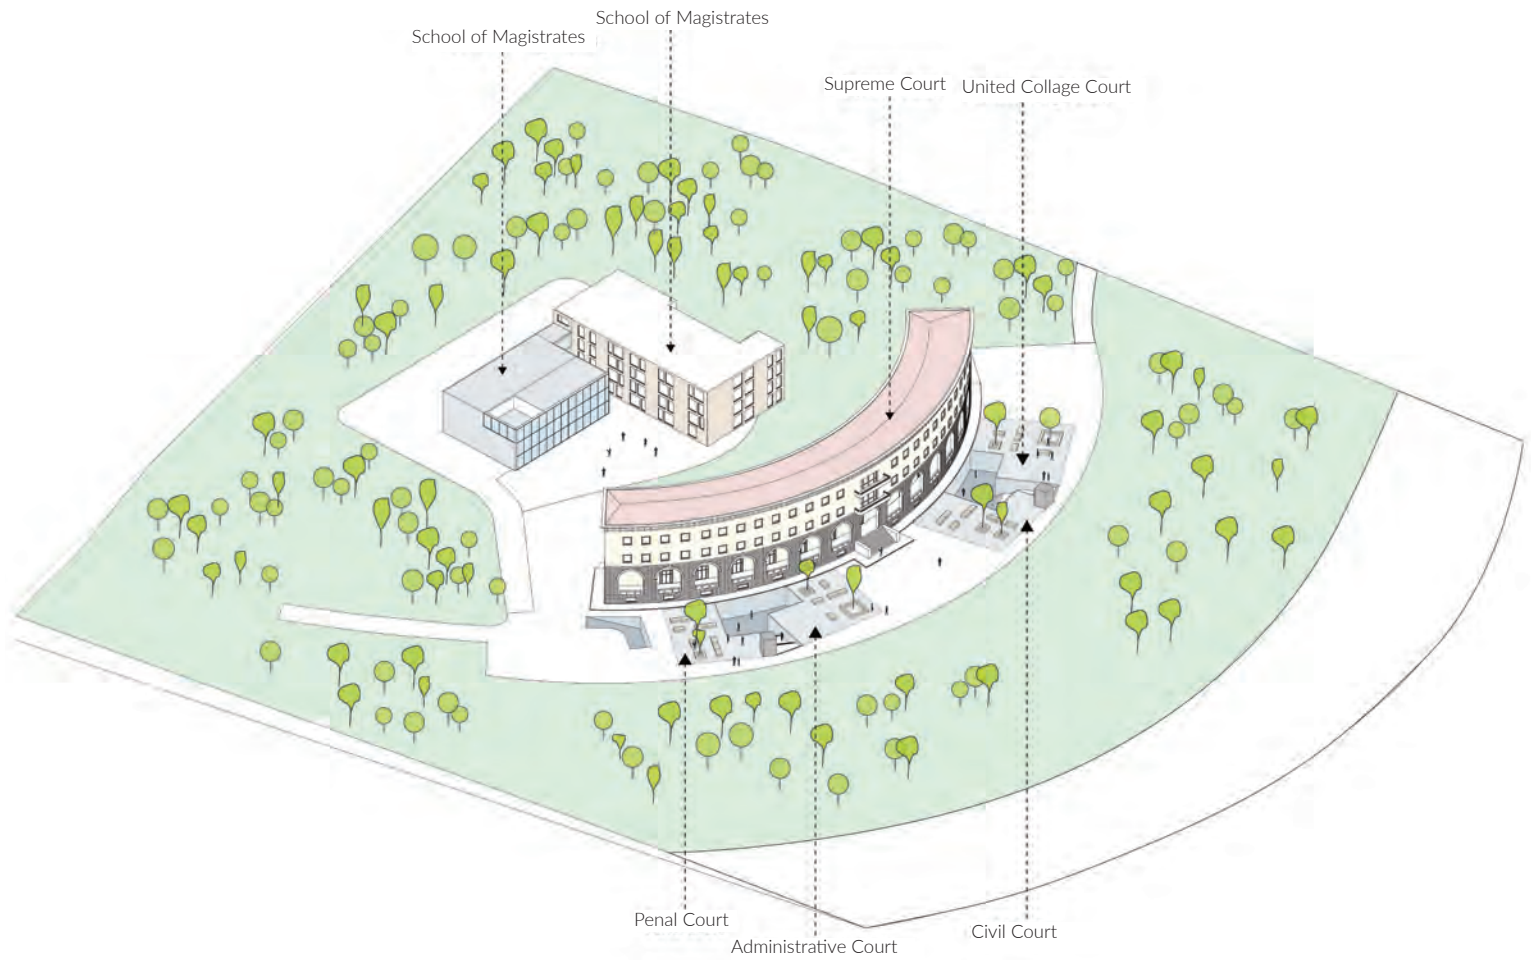 School of Magistrates
School of Magistrates
Supreme Court
United Collage Court
Penal Court
Administrative Court
Civil Court